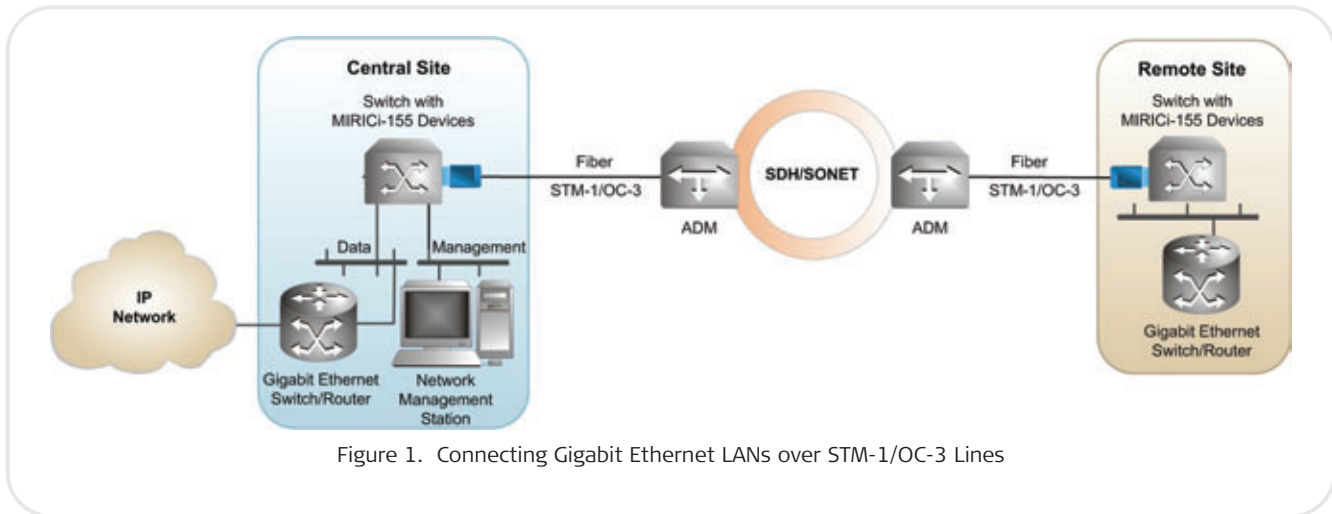 Central Site
Switch with
MIRICi-155 Devices
Data
Management
IP
Network
Gigabit Ethernet
Switch/Router
Network
Management
Station
Fiber
STM-1/OC-3
ADM
SDH/SONET
ADM
Fiber
STM-1/OC-3
Remote Site
Switch with
MIRICi-155 Devices
Gigabit Ethernet
Switch/Router
Figure 1. Connecting Gigabit Ethernet LANs over STM-1/OC-3 Lines